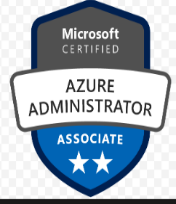 Microsoft
CERTIFIED
AZURE
ADMINISTRATOR
ASSOCIATE